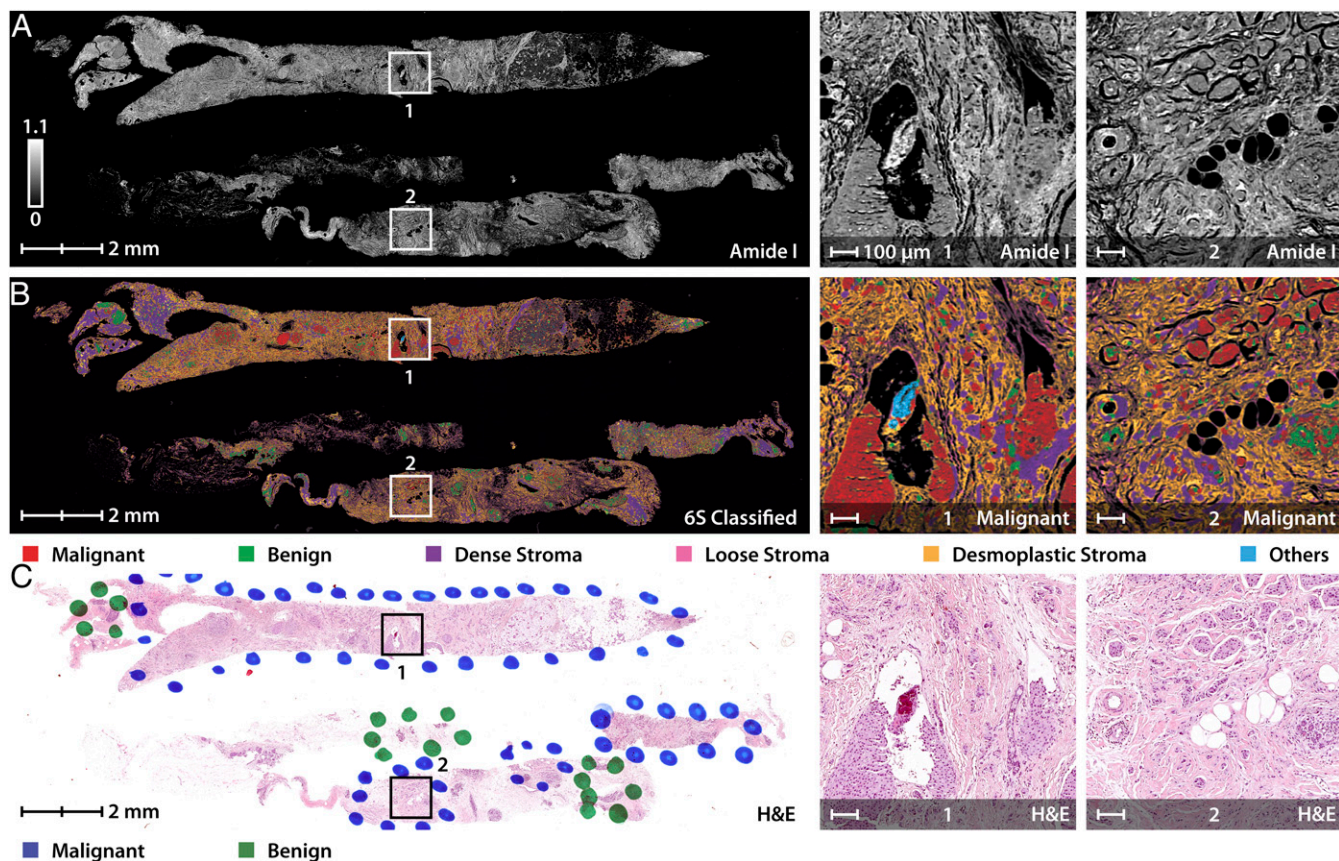 A
1
1.1
0
2
2 mm
Amide I
100 µm 1 Amide I
2 Amide I
B
1
2
2 mm
6S Classified
1 Malignant
2 Malignant
Malignant Benign Dense Stroma Loose Stroma Desmoplastic Stroma Others
C
1
2
2 mm
H&E
1 H&E
2 H&E
Malignant Benign